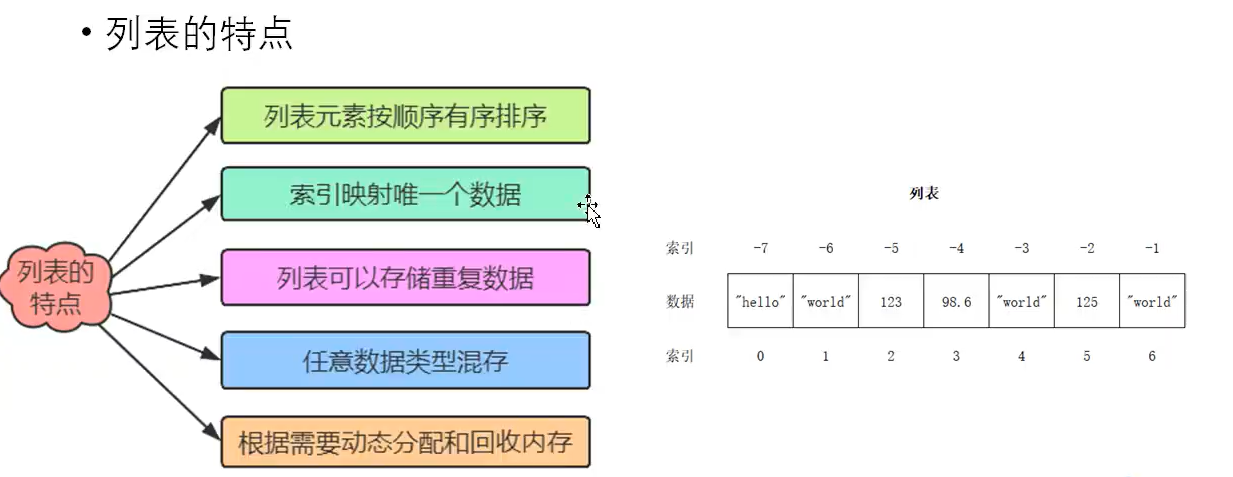 • 列表的特点
列表的
特点
列表元素按顺序有序排序
索引映射唯一个数据
列表可以存储重复数据
任意数据类型混存
根据需要动态分配和回收内存
列表
索引 -7 -6 -5 -4 -3 -2 -1
数据 "hello" "world" 123 98.6 "world" 125 "world"
索引 0 1 2 3 4 5 6